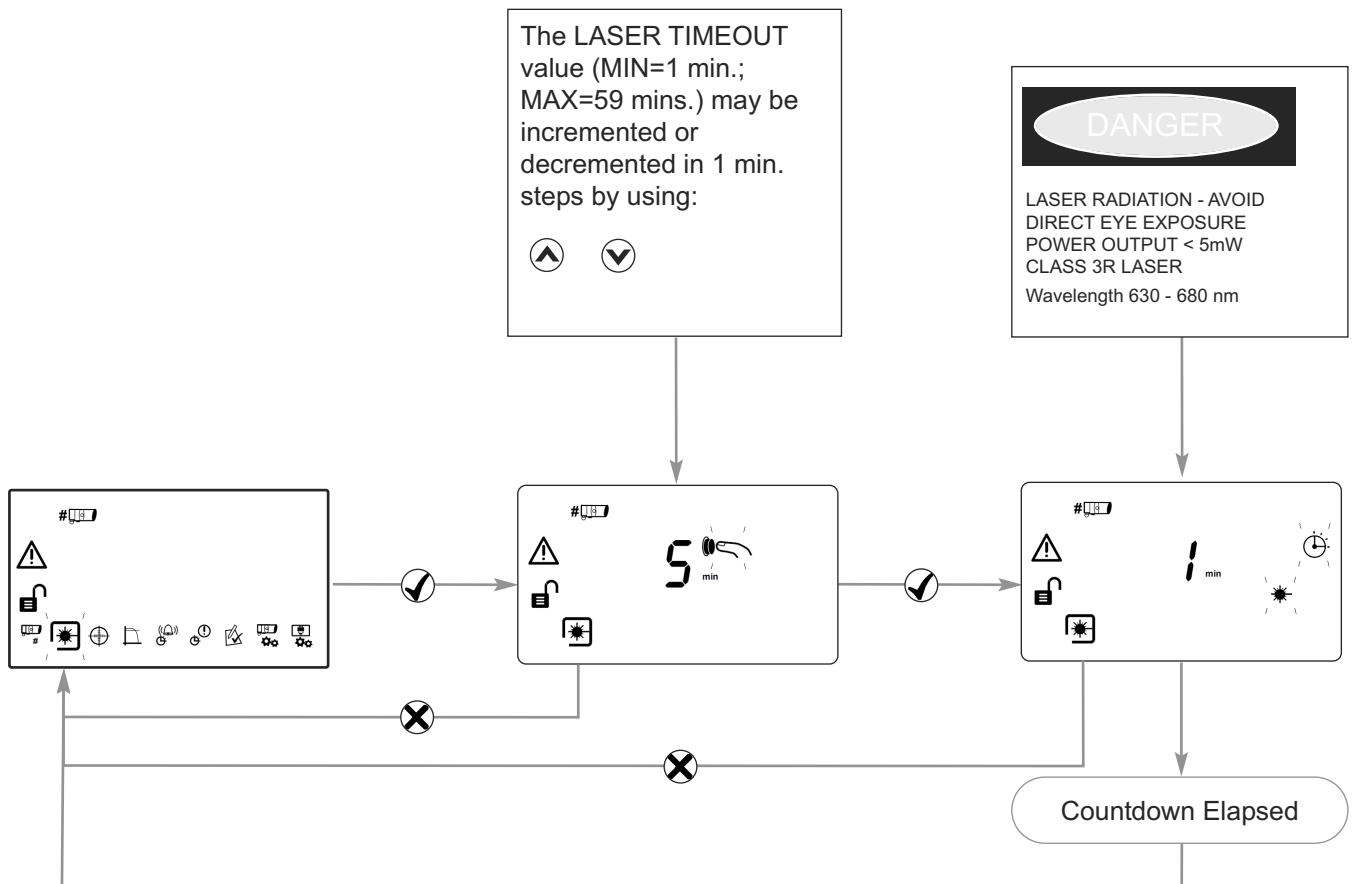 The LASER TIMEOUT
value (MIN=1 min.;
MAX=59 mins.) may be
incremented or
decremented in 1 min.
steps by using:
DANGER
LASER RADIATION - AVOID
DIRECT EYE EXPOSURE
POWER OUTPUT < 5mW
CLASS 3R LASER
Wavelength 630 - 680 nm
#
#
#
5
min
1
min
#
Countdown Elapsed